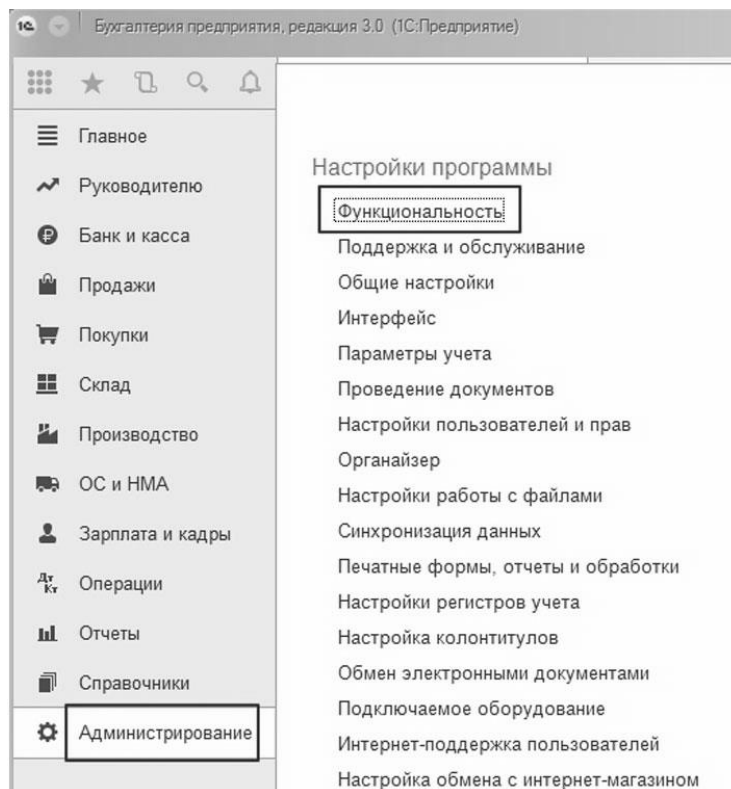 1С Бухгалтерия предприятия, редакция 3.0 (1С:Предприятие)
Главное
Руководителю
Банк и касса
Продажи
Покупки
Склад
Производство
ОС и НМА
Зарплата и кадры
Дт Кт Операции
Отчеты
Справочники
Администрирование
Настройки программы
Функциональность
Поддержка и обслуживание
Общие настройки
Интерфейс
Параметры учета
Проведение документов
Настройки пользователей и прав
Органайзер
Настройки работы с файлами
Синхронизация данных
Печатные формы, отчеты и обработки
Настройки регистров учета
Настройка колонтитулов
Обмен электронными документами
Подключаемое оборудование
Интернет-поддержка пользователей
Настройка обмена с интернет-магазином